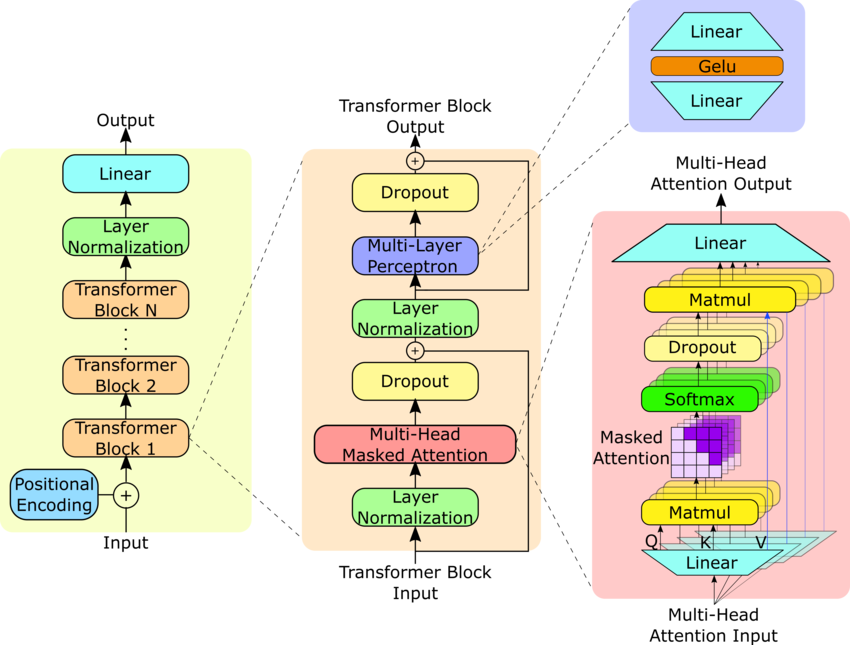 Output
Linear
Layer
Normalization
Transformer
Block N
Transformer
Block 2
Transformer
Block 1
Positional
Encoding
+
Input
Transformer Block
Output
+
Dropout
Multi-Layer
Perceptron
Layer
Normalization
+
Dropout
Multi-Head
Masked Attention
Layer
Normalization
Transformer Block
Input
Linear
Gelu
Linear
Multi-Head
Attention Output
Linear
Matmul
Dropout
Softmax
Masked
Attention
Matmul
Q K V
Linear
Multi-Head
Attention Input